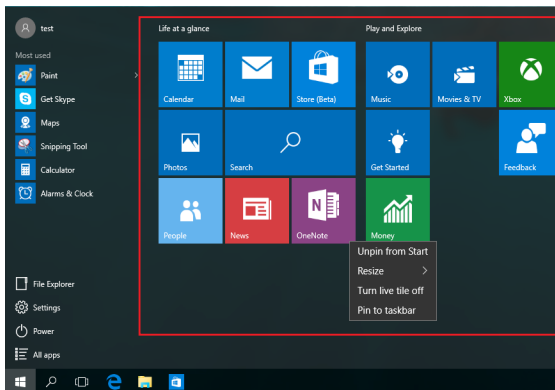 test
Most used
Paint
Get Skype
Maps
Snipping Tool
Calculator
Alarms & Clock
File Explorer
Settings
Power
All apps
Life at a glance
Calendar
Mail
Store (Beta)
Photos
Search
People
News
N
OneNote
Play and Explore
Music
Movies & TV
Xbox
Get Started
Feedback
Money
Unpin from Start
Resize
Turn live tile off
Pin to taskbar